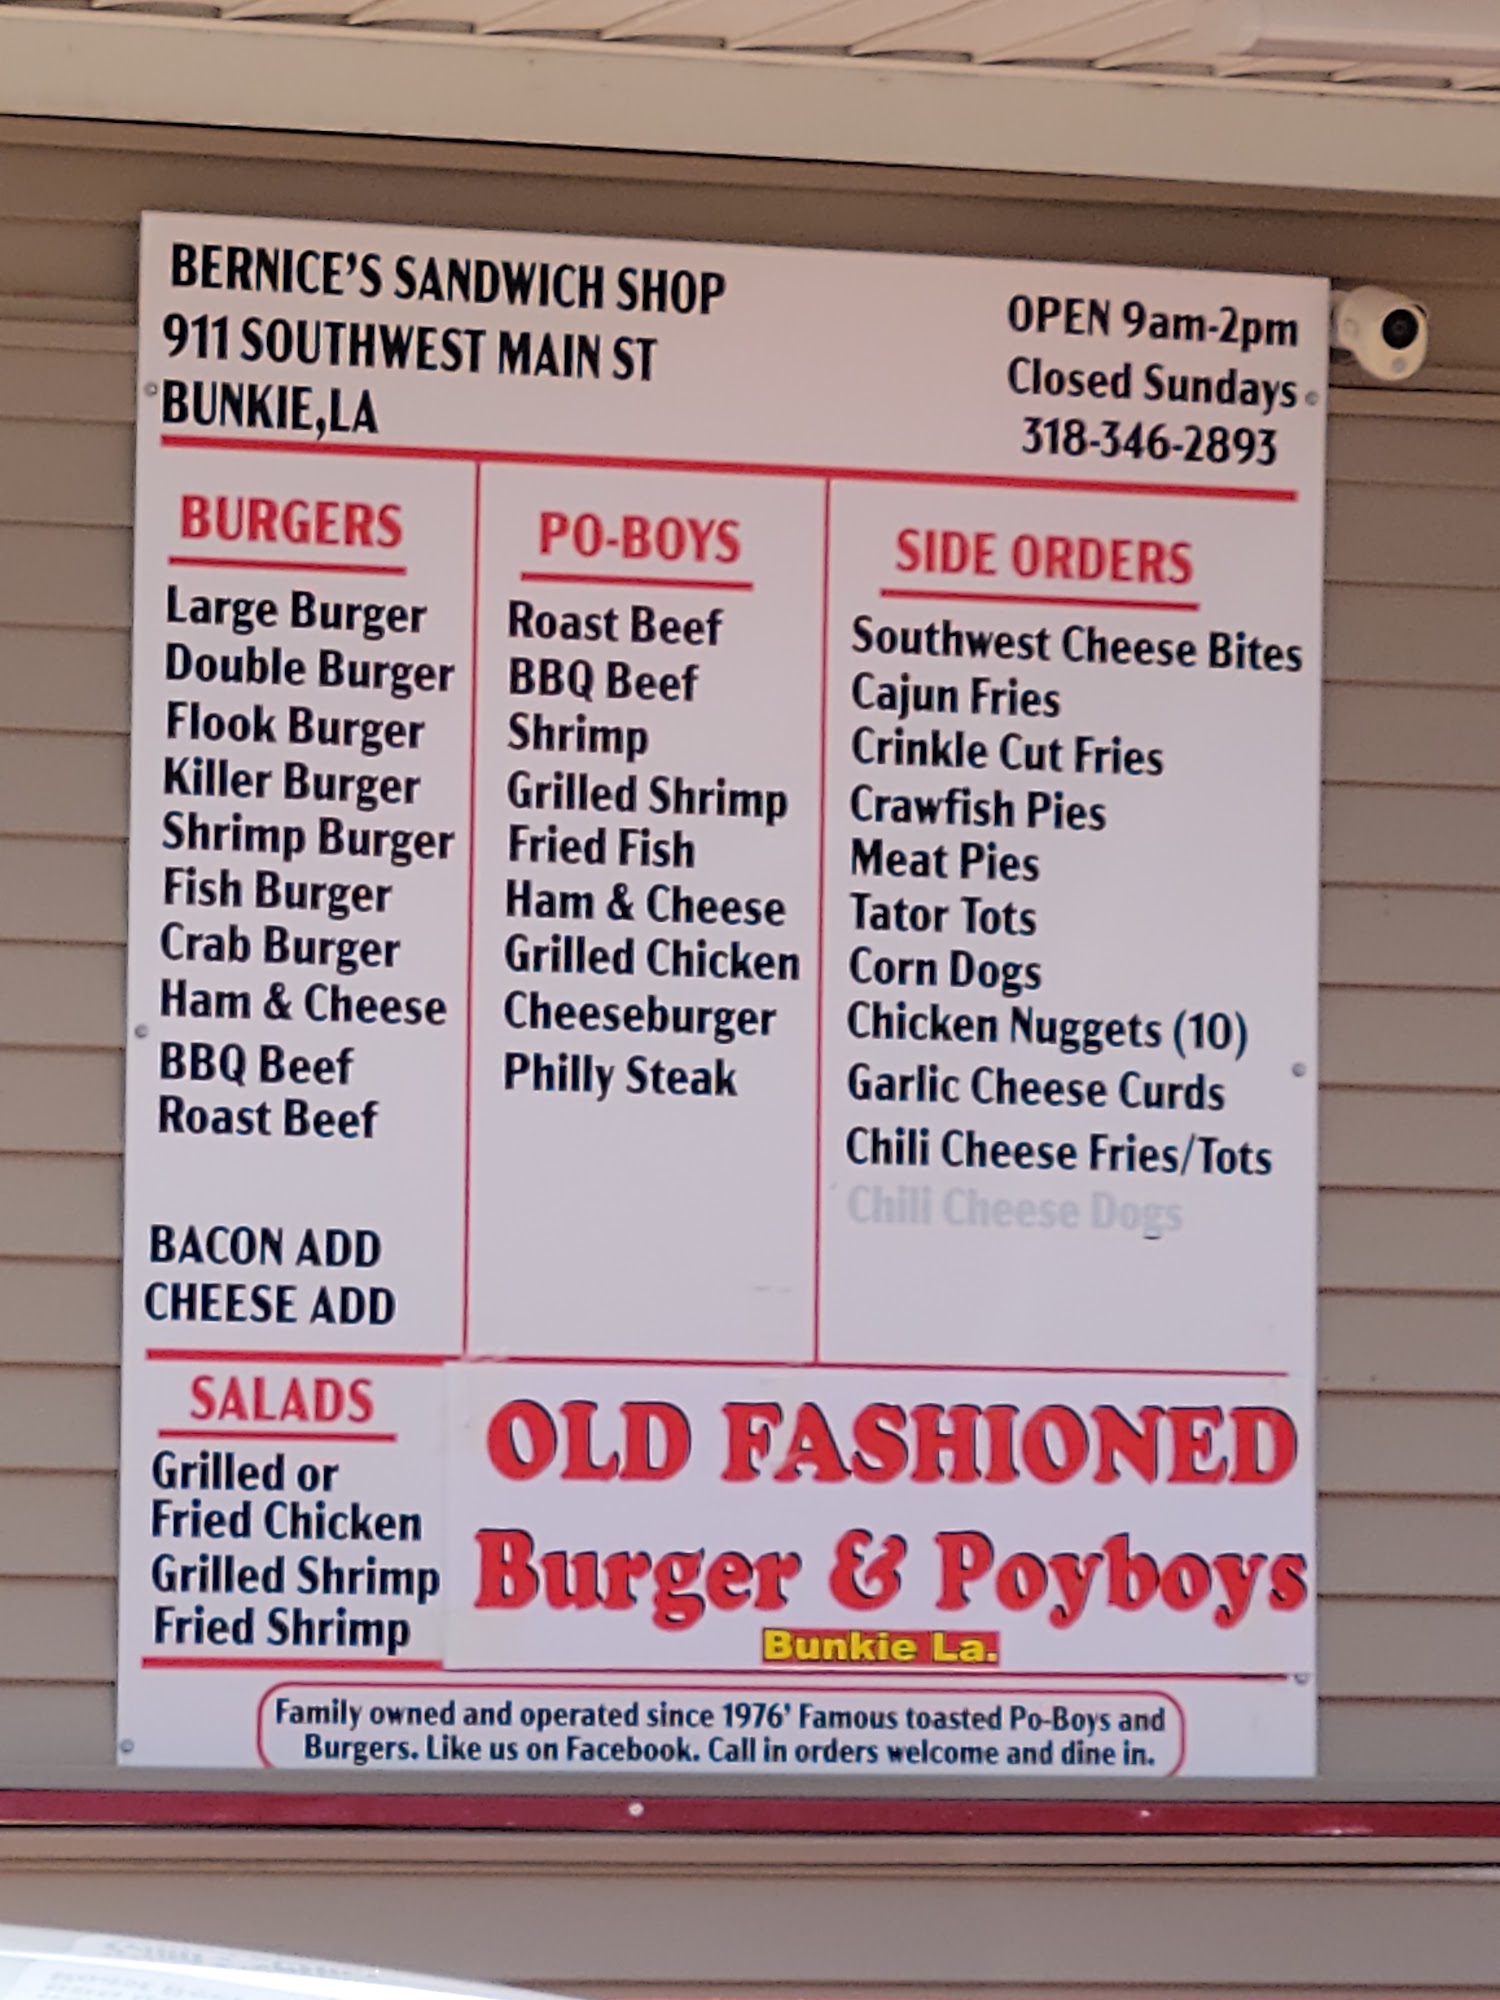 BERNICE'S SANDWICH SHOP
911 SOUTHWEST MAIN ST
BUNKIE,LA
OPEN 9am-2pm
Closed Sundays
318-346-2893
BURGERS
Large Burger
Double Burger
Flook Burger
Killer Burger
Shrimp Burger
Fish Burger
Crab Burger
Ham & Cheese
BBQ Beef
Roast Beef
BACON ADD
CHEESE ADD
PO-BOYS
Roast Beef
BBQ Beef
Shrimp
Grilled Shrimp
Fried Fish
Ham & Cheese
Grilled Chicken
Cheeseburger
Philly Steak
SIDE ORDERS
Southwest Cheese Bites
Cajun Fries
Crinkle Cut Fries
Crawfish Pies
Meat Pies
Tator Tots
Corn Dogs
Chicken Nuggets (10)
Garlic Cheese Curds
Chili Cheese Fries/Tots
Chili Cheese Dogs
SALADS
Grilled or
Fried Chicken
Grilled Shrimp
Fried Shrimp
OLD FASHIONED
Burger & Poyboys
Bunkie La.
Family owned and operated since 1976' Famous toasted Po-Boys and
Burgers. Like us on Facebook. Call in orders welcome and dine in.